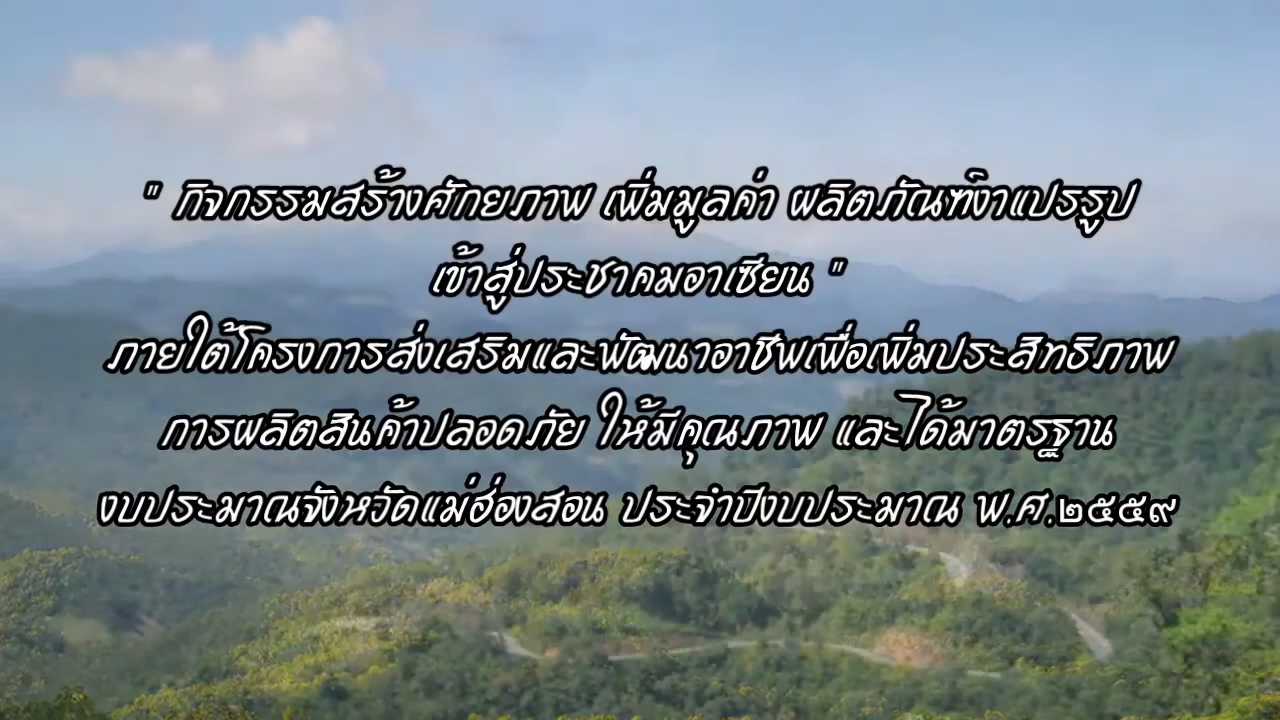 " กิจกรรมสร้างศักยภาพ เพิ่มมูลค่า ผลิตภัณฑ์งาแปรรูป
เข้าสู่ประชาคมอาเซียน "
ภายใต้โครงการส่งเสริมและพัฒนาอาชีพเพื่อเพิ่มประสิทธิภาพ
การผลิตสินค้าปลอดภัย ให้มีคุณภาพ และได้มาตรฐาน
งบประมาณจังหวัดแม่ฮ่องสอน ประจำปีงบประมาณ พ.ศ.๒๕๕๙